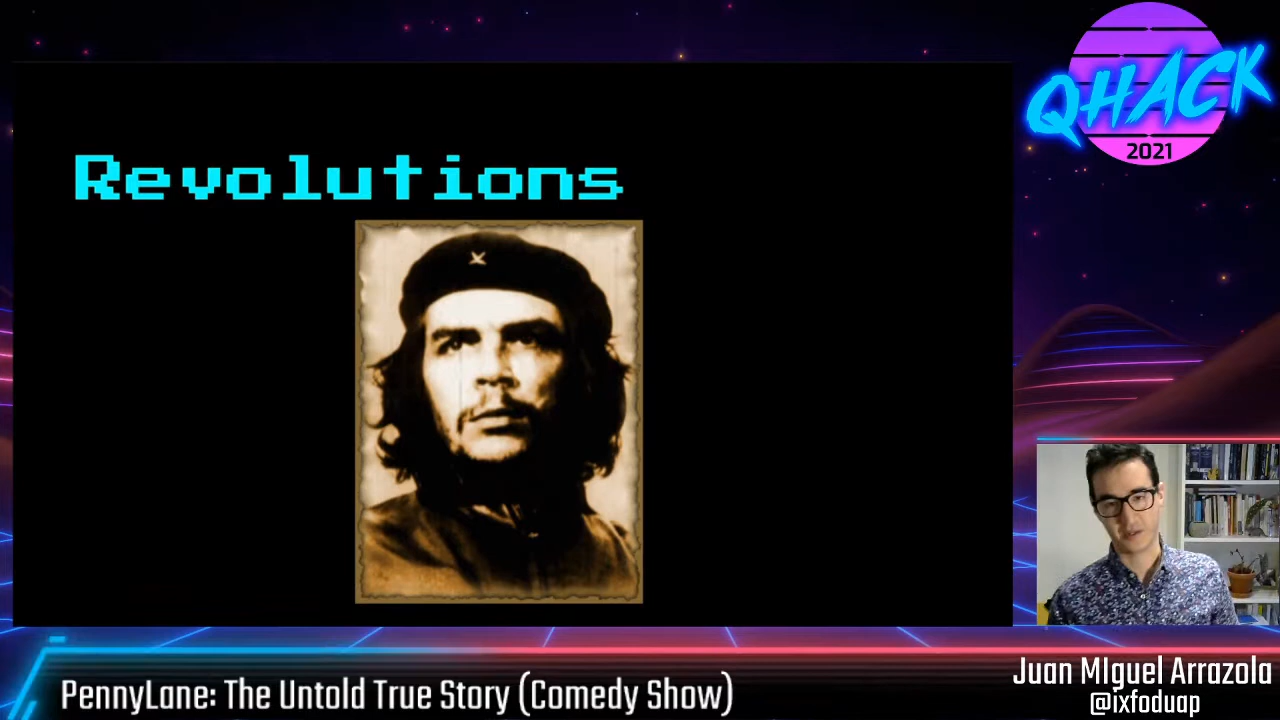 QHACK
2021
Revolutions
PennyLane: The Untold True Story (Comedy Show)
Juan MIguel Arrazola
@ixfoduap